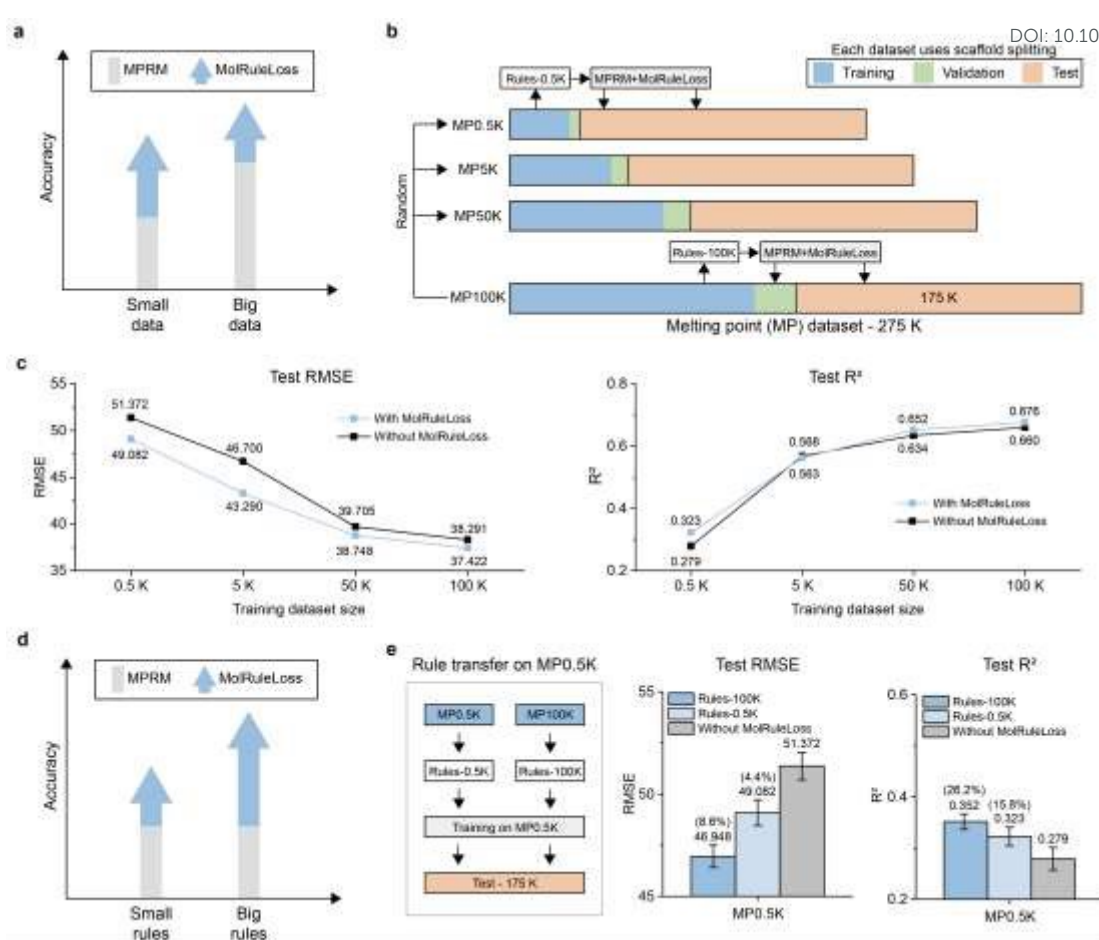 a
MPRM MolRuleLoss
Accuracy
Small data
Big data
b
DOI: 10.10
Each dataset uses scaffold splitting
Training Validation Test
Rules-0.5K MPRM+MolRuleLoss
Random
MP0.5K
MP5K
MP50K
Rules-100K MPRM+MolRuleLoss
MP100K 175 K
Melting point (MP) dataset - 275 K
c
Test RMSE
RMSE
55
50
45
40
35
51.372
49.082
46.700
43.290
39.705
38.748
38.291
37.422
With MolRuleLoss
Without MolRuleLoss
0.5 K 5 K 50 K 100 K
Training dataset size
Test R²
R²
0.8
0.6
0.4
0.2
0.323
0.279
0.568
0.563
0.652
0.634
0.676
0.660
With MolRuleLoss
Without MolRuleLoss
0.5 K 5 K 50 K 100 K
Training dataset size
d
MPRM MolRuleLoss
Accuracy
Small rules
Big rules
e
Rule transfer on MP0.5K
MP0.5K MP100K
Rules-0.5K Rules-100K
Training on MP0.5K
Test - 175 K
Test RMSE
RMSE
55
50
45
Rules-100K
Rules-0.5K
Without MolRuleLoss
(8.6%)
46.948
(4.4%)
49.082
51.372
MP0.5K
Test R²
R²
0.6
0.4
0.2
Rules-100K
Rules-0.5K
Without MolRuleLoss
(26.2%)
0.352
(15.8%)
0.323
0.279
MP0.5K